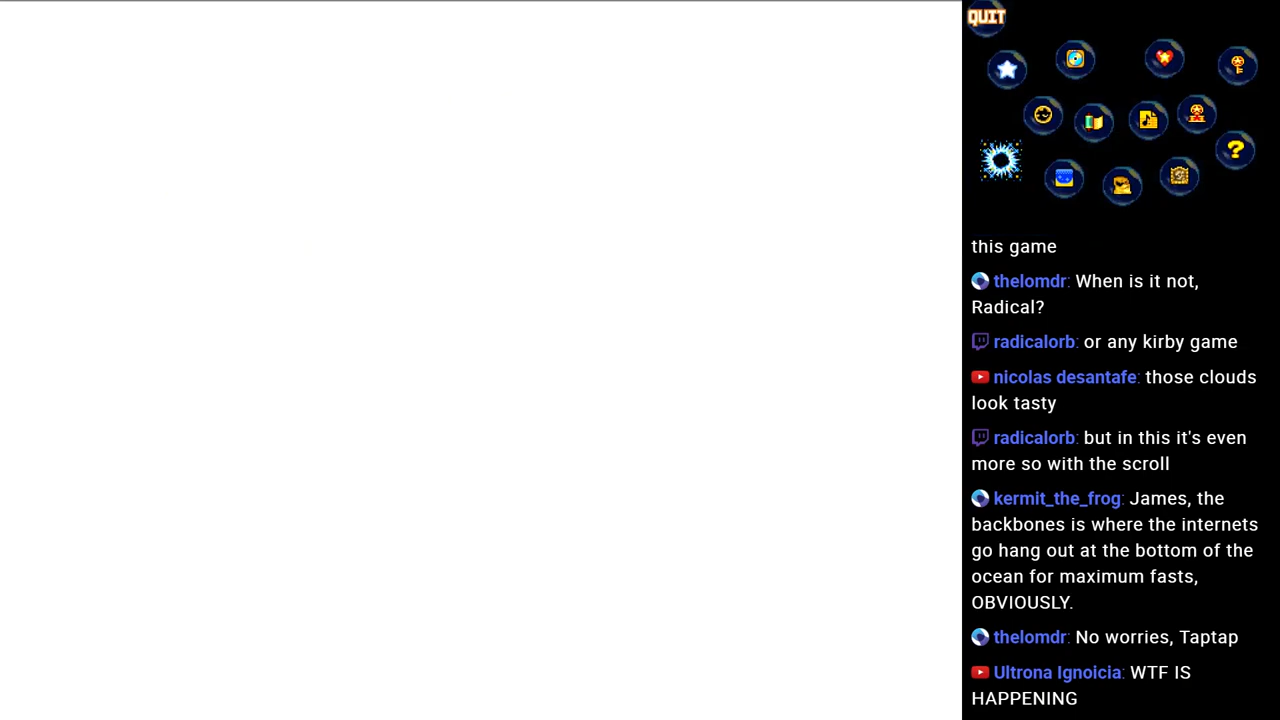 QUIT
?
this game
thelomdr: When is it not,
Radical?
radicalorb: or any kirby game
nicolas desantafe: those clouds
look tasty
radicalorb: but in this it's even
more so with the scroll
kermit_the_frog: James, the
backbones is where the internets
go hang out at the bottom of the
ocean for maximum fasts,
OBVIOUSLY.
thelomdr: No worries, Taptap
Ultrona Ignoicia: WTF IS
HAPPENING